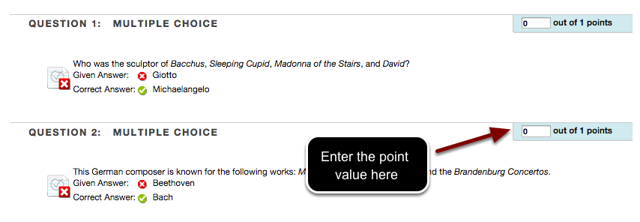 QUESTION 1: MULTIPLE CHOICE
0 out of 1 points
Who was the sculptor of Bacchus, Sleeping Cupid, Madonna of the Stairs, and David?
Given Answer: Giotto
Correct Answer: Michaelangelo
QUESTION 2: MULTIPLE CHOICE
0 out of 1 points
Enter the point
value here
This German composer is known for the following works: M nd the Brandenburg Concertos.
Given Answer: Beethoven
Correct Answer: Bach